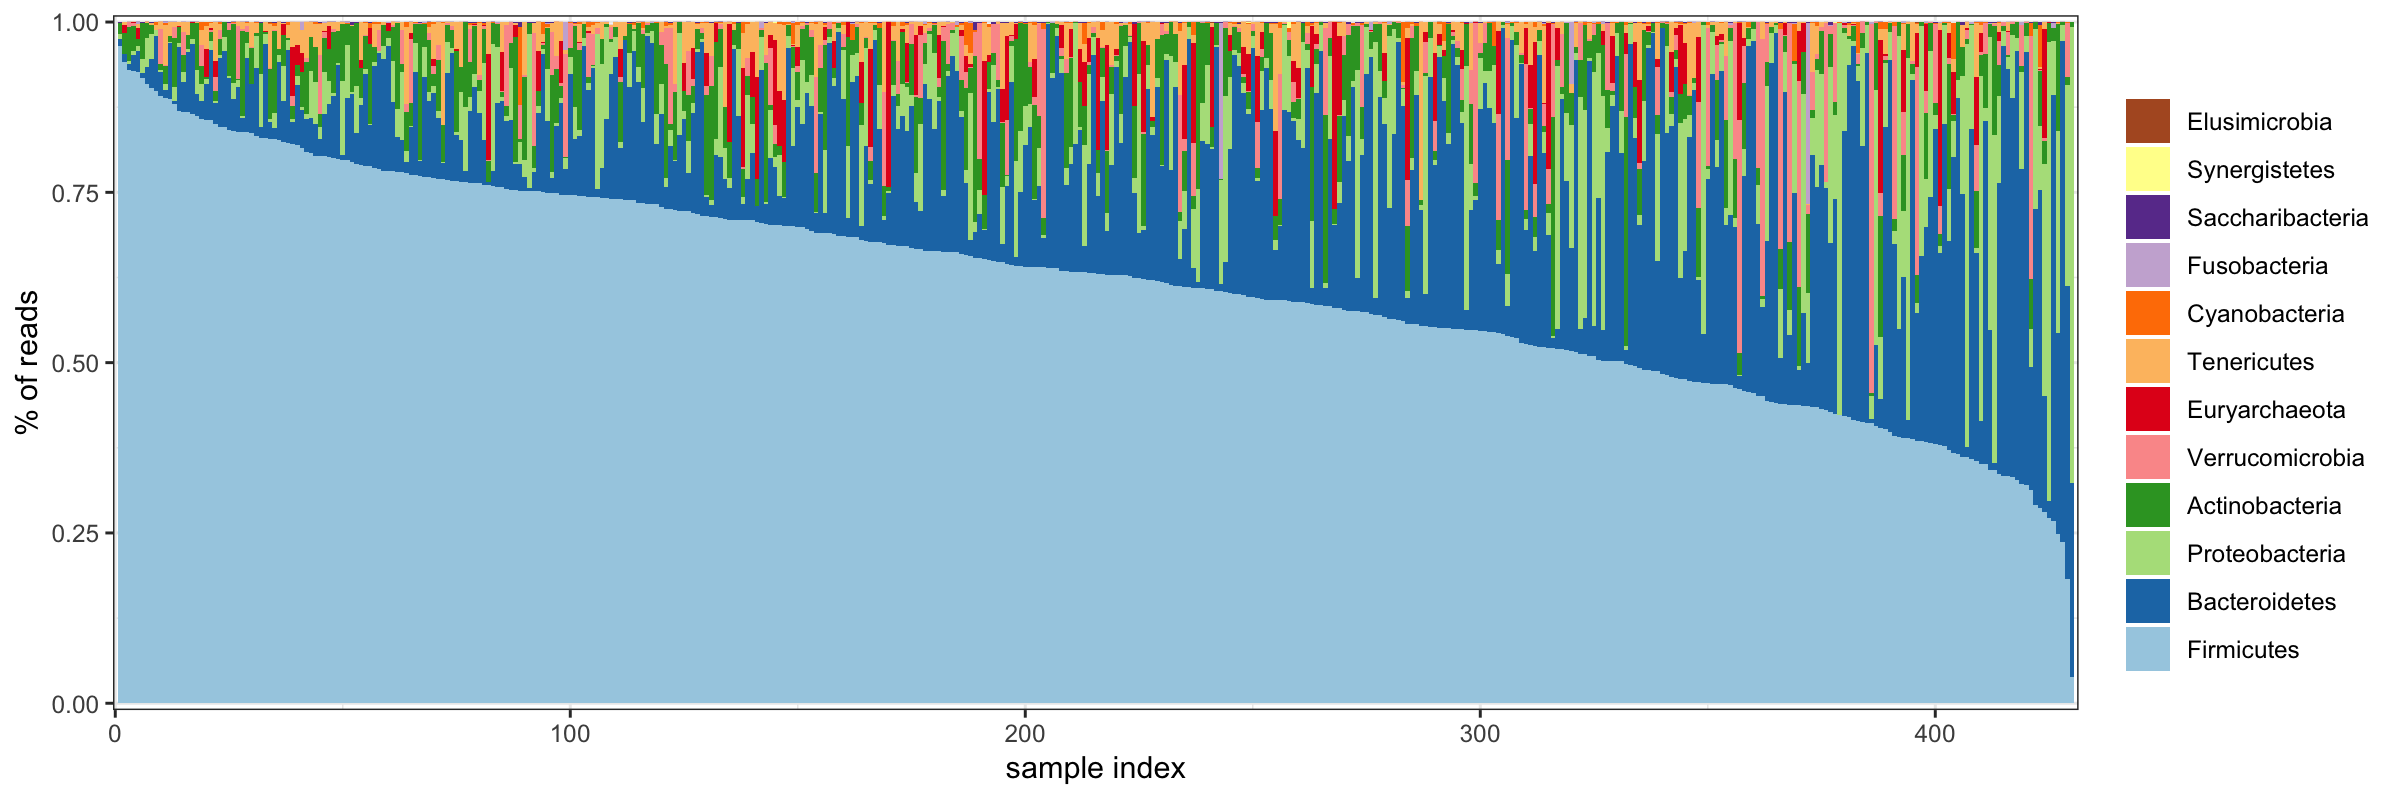 1.00
0.75
0.50
0.25
0.00
% of reads
0 100 200 300 400
sample index
Elusimicrobia
Synergistetes
Saccharibacteria
Fusobacteria
Cyanobacteria
Tenericutes
Euryarchaeota
Verrucomicrobia
Actinobacteria
Proteobacteria
Bacteroidetes
Firmicutes